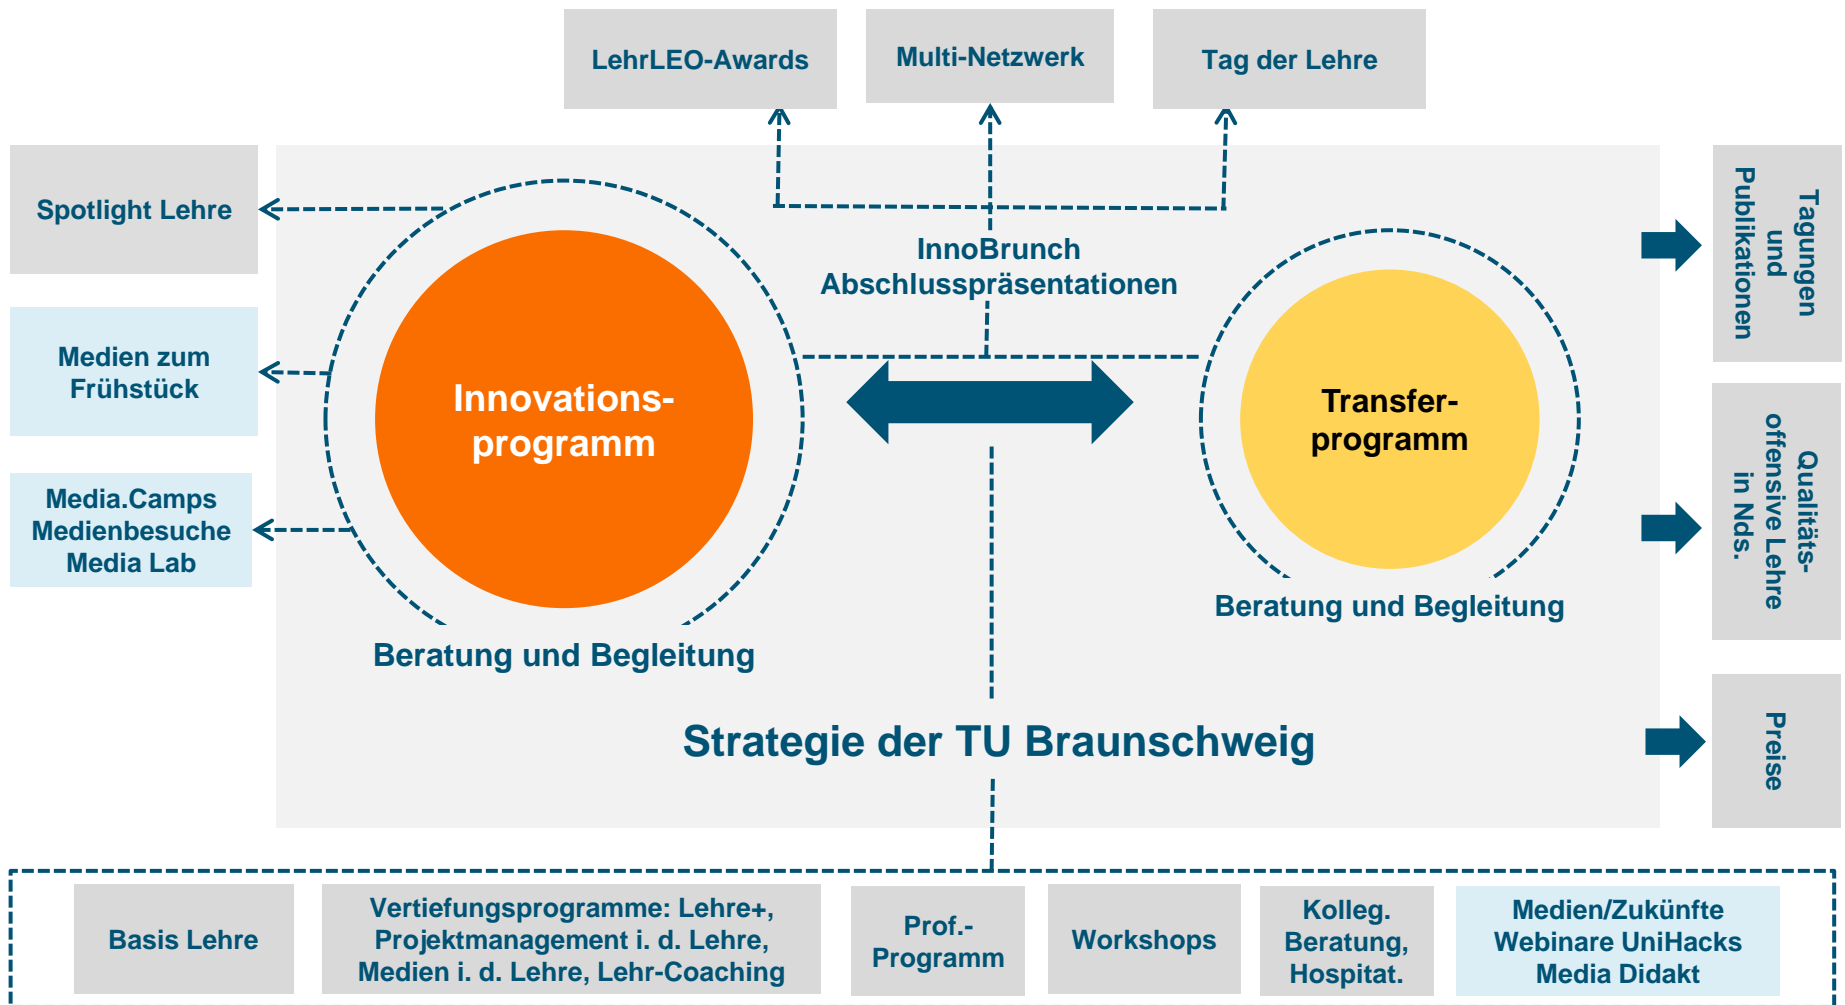 LehrLEO-Awards
Multi-Netzwerk
Tag der Lehre
Spotlight Lehre
Medien zum
Frühstück
Media.Camps
Medienbesuche
Media Lab
InnoBrunch
Abschlusspräsentationen
Innovations-
programm
Beratung und Begleitung
Transfer-
programm
Beratung und Begleitung
Strategie der TU Braunschweig
Tagungen
und
Publikationen
Qualitäts-
offensive Lehre
in Nds.
Preise
Basis Lehre
Vertiefungsprogramme: Lehre+,
Projektmanagement i. d. Lehre,
Medien i. d. Lehre, Lehr-Coaching
Prof.-
Programm
Workshops
Kolleg.
Beratung,
Hospitat.
Medien/Zukünfte
Webinare UniHacks
Media Didakt